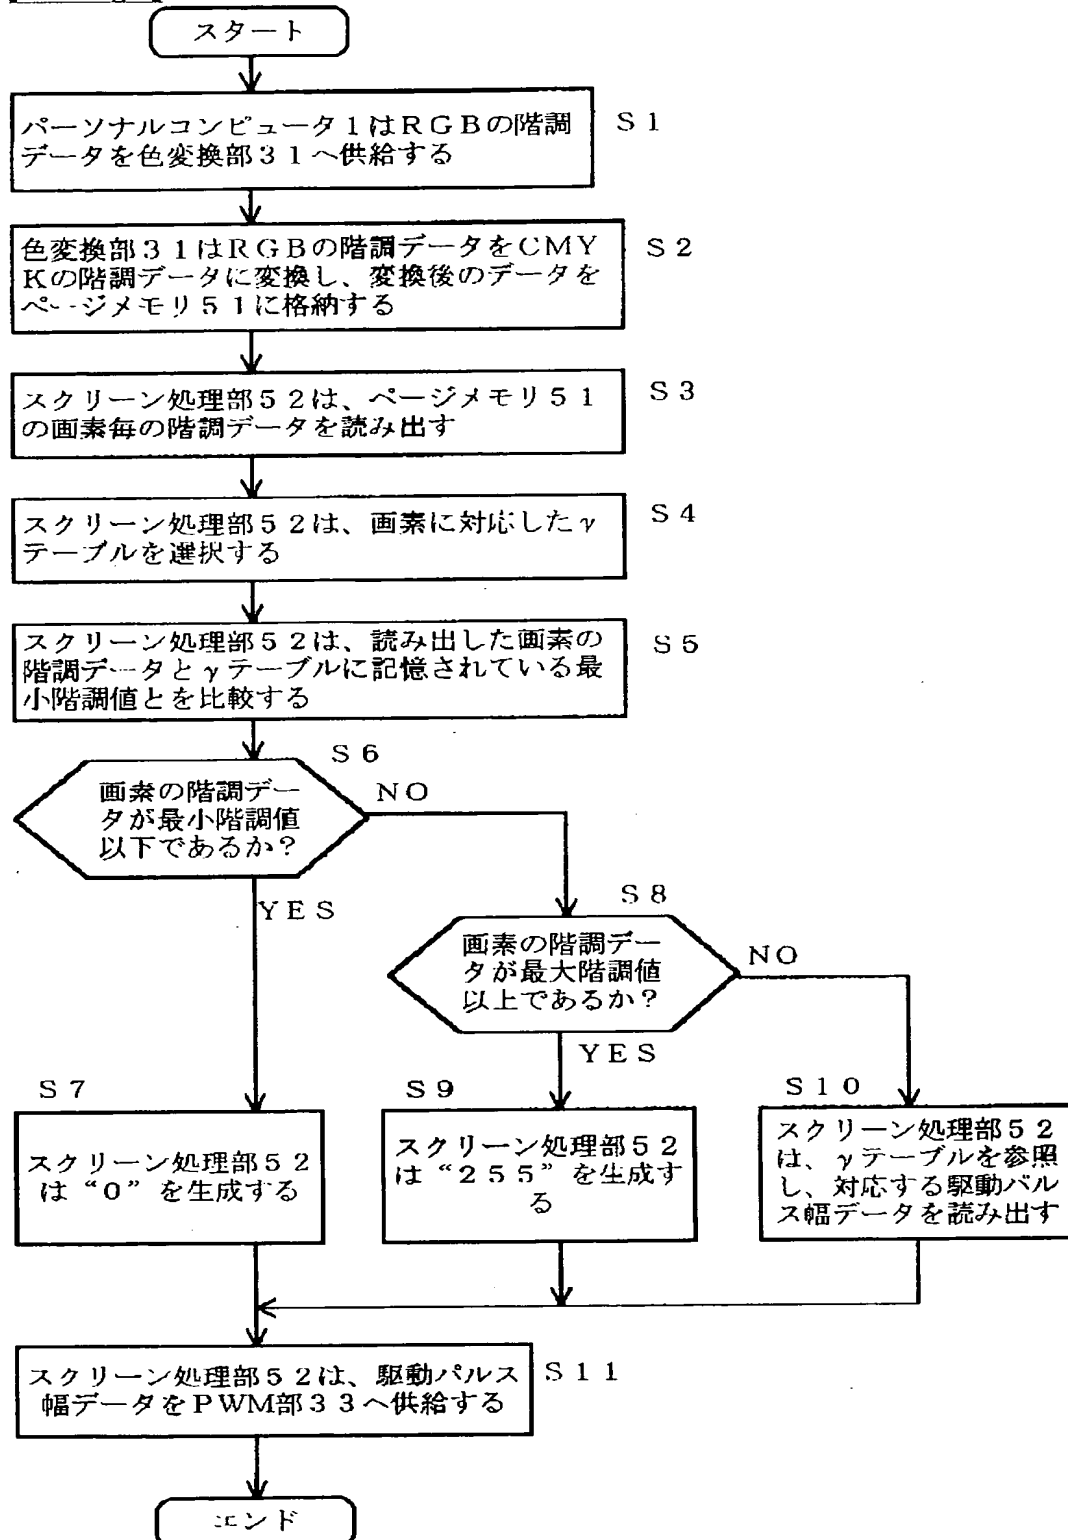 スタート
パーソナルコンピュータ1はRGBの階調
データを色変換部31へ供給する
S1
色変換部31はRGBの階調データをCMY
Kの階調データに変換し、変換後のデータを
ページメモリ51に格納する
S2
スクリーン処理部52は、ページメモリ51
の画素毎の階調データを読み出す
S3
スクリーン処理部52は、画素に対応したγ
テーブルを選択する
S4
スクリーン処理部52は、読み出した画素の
階調データとγテーブルに記憶されている最
小階調値とを比較する
S5
S6
画素の階調デー
タが最小階調値
以下であるか?
NO
YES
S8
画素の階調デー
タが最大階調値
以上であるか?
NO
YES
S7
スクリーン処理部52
は“0”を生成する
S9
スクリーン処理部52
は“255”を生成す
る
S10
スクリーン処理部52
は、γテーブルを参照
し、対応する駆動パル
ス幅データを読み出す
スクリーン処理部52は、駆動パルス
幅データをPWM部33へ供給する
S11
エンド